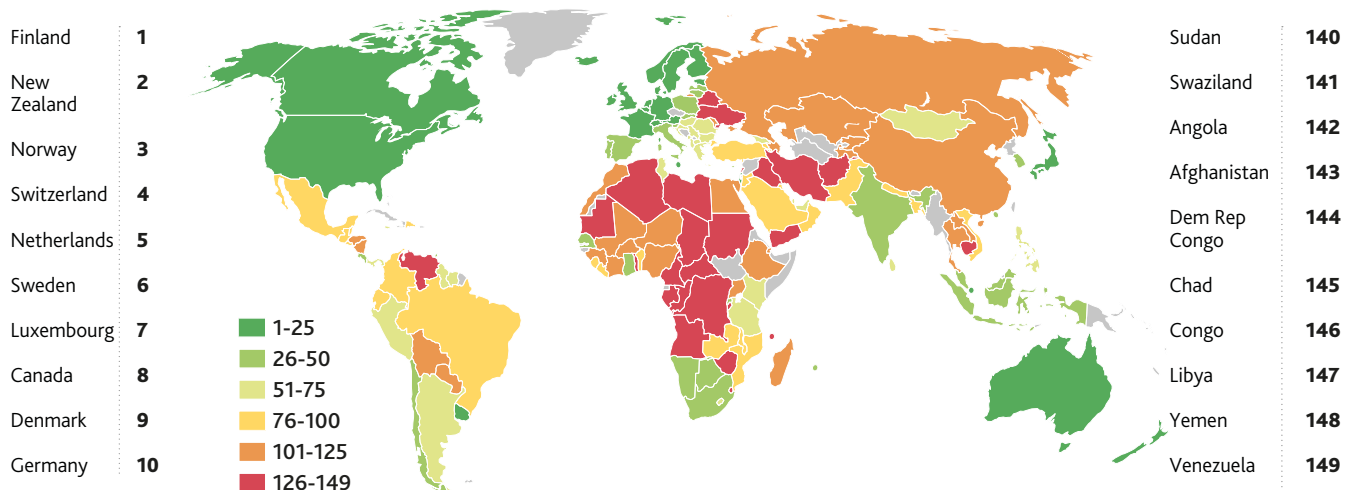 Finland 1
New
Zealand 2
Norway 3
Switzerland 4
Netherlands 5
Sweden 6
Luxembourg 7
Canada 8
Denmark 9
Germany 10
1-25
26-50
51-75
76-100
101-125
126-149
Sudan 140
Swaziland 141
Angola 142
Afghanistan 143
Dem Rep
Congo 144
Chad 145
Congo 146
Libya 147
Yemen 148
Venezuela 149